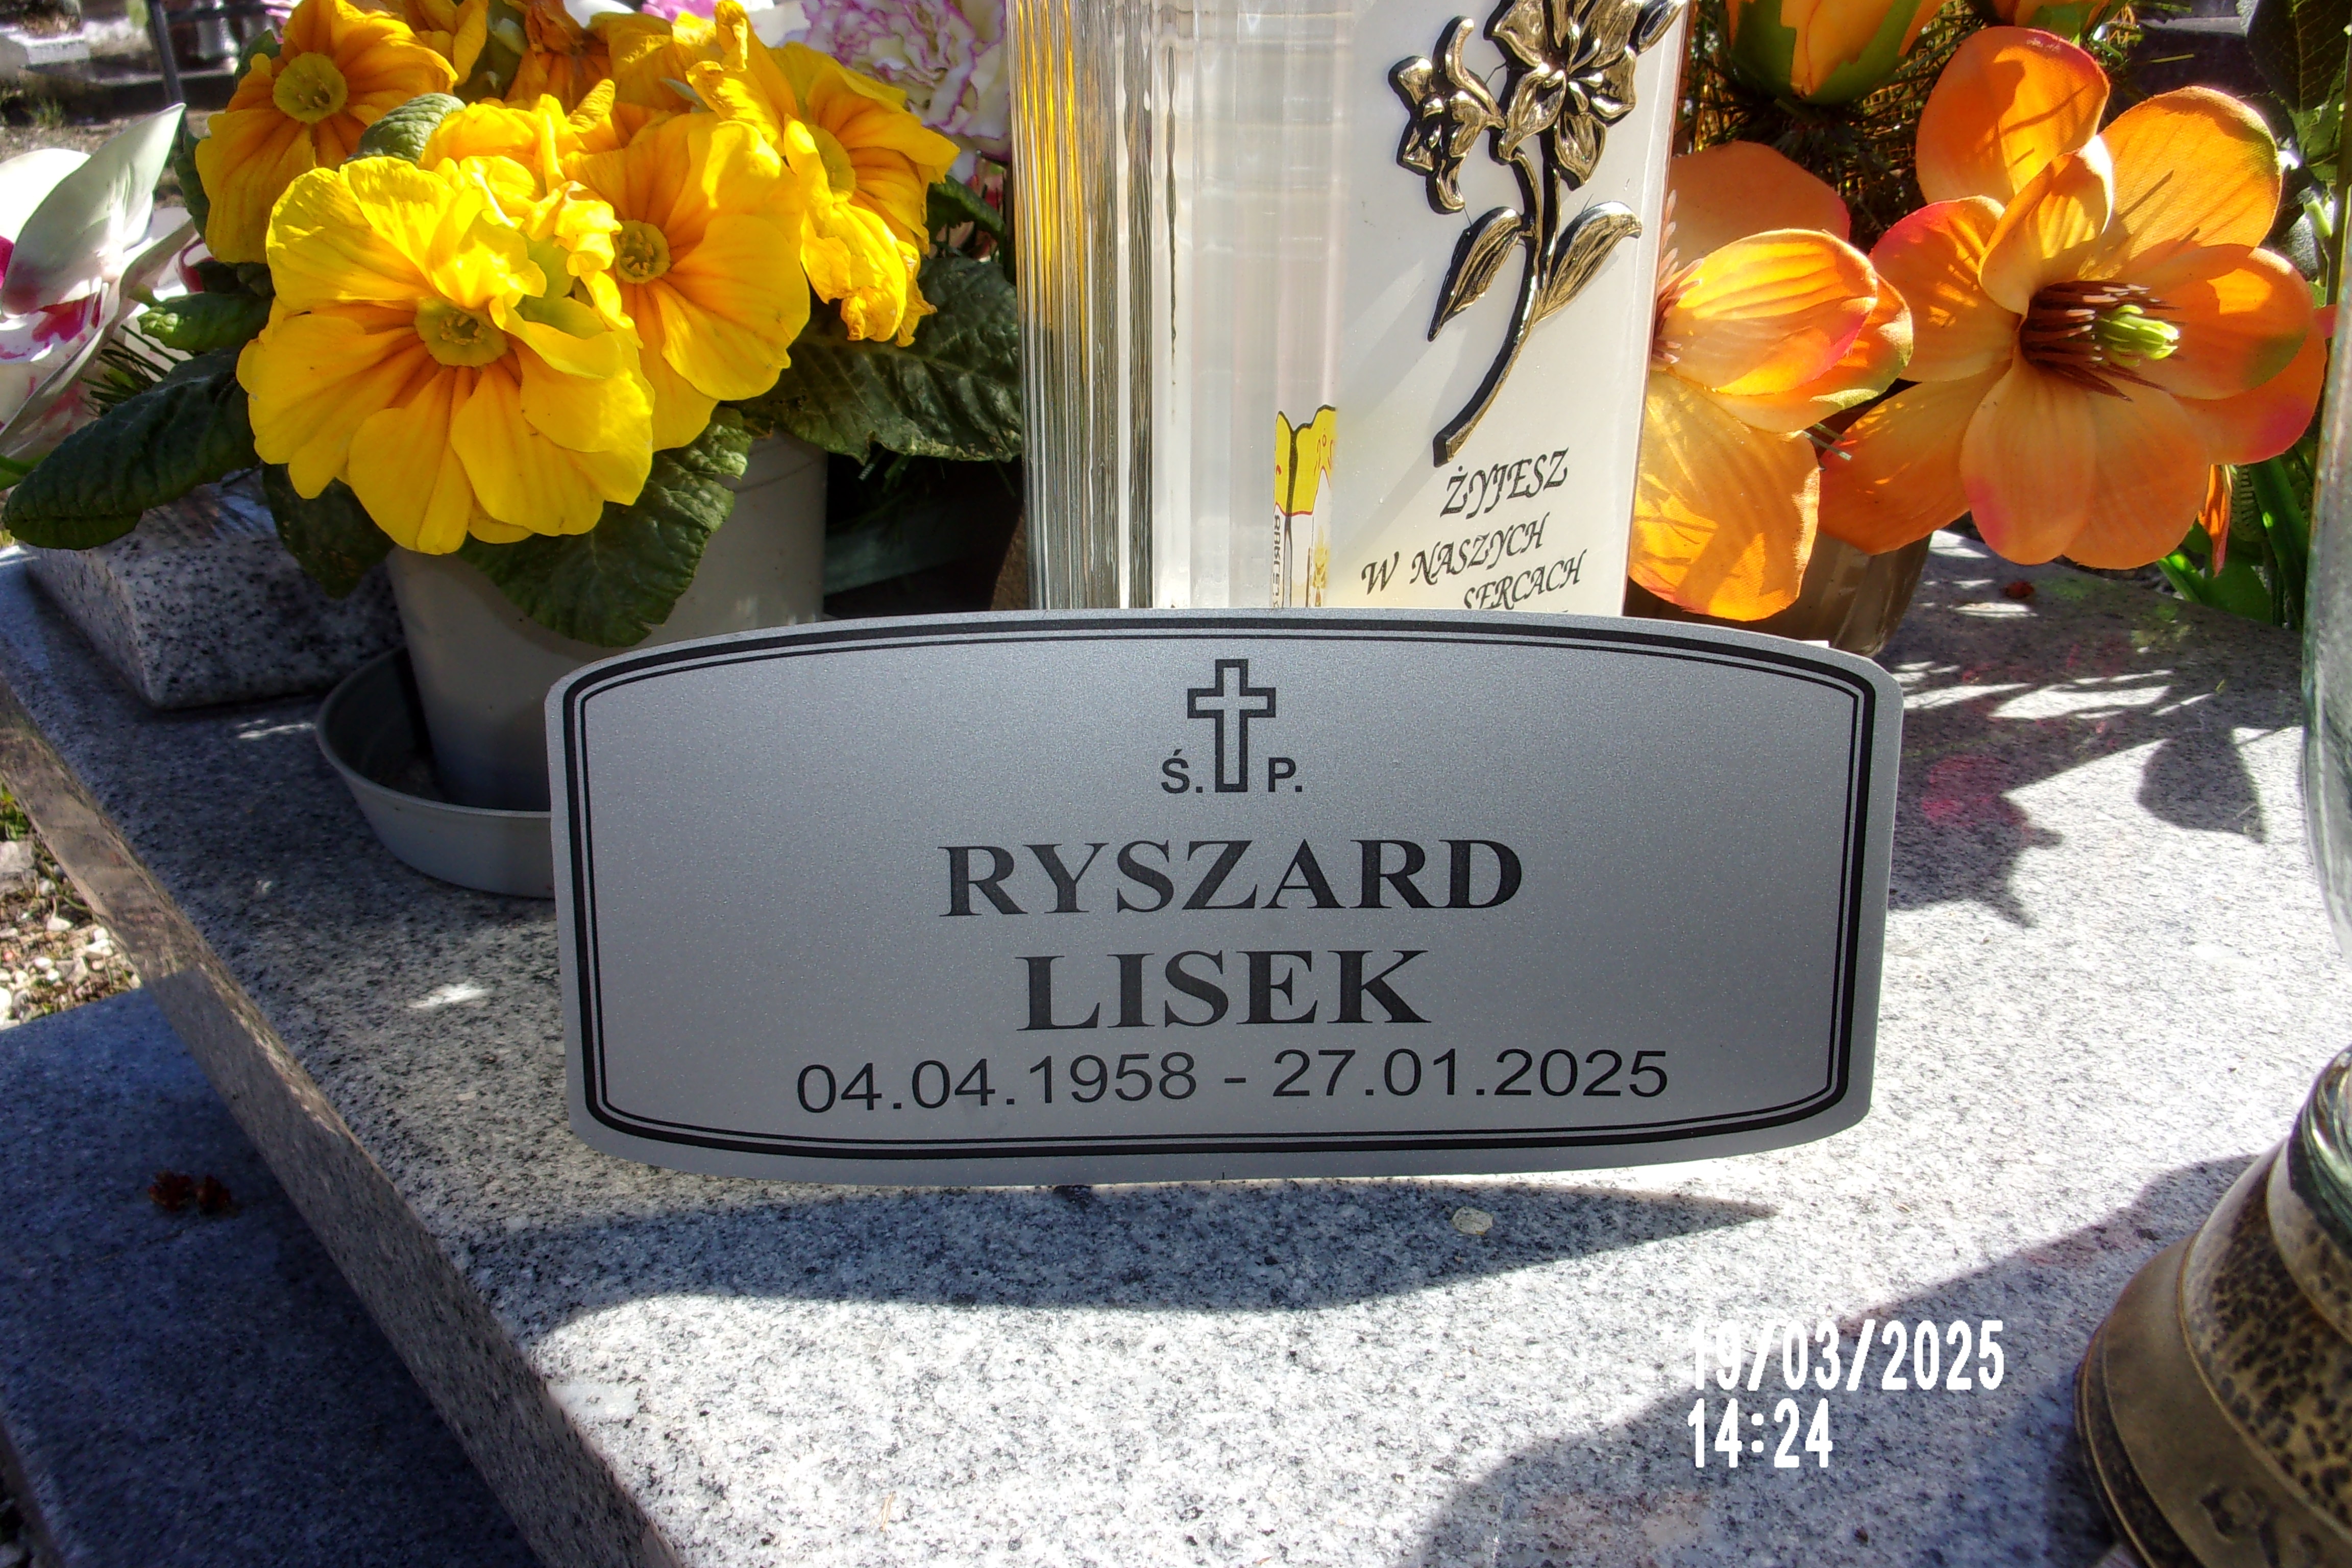 ŻYJESZ
W NASZYCH
SERCACH
Ś. P.
RYSZARD
LISEK
04.04.1958 - 27.01.2025
19/03/2025
14:24